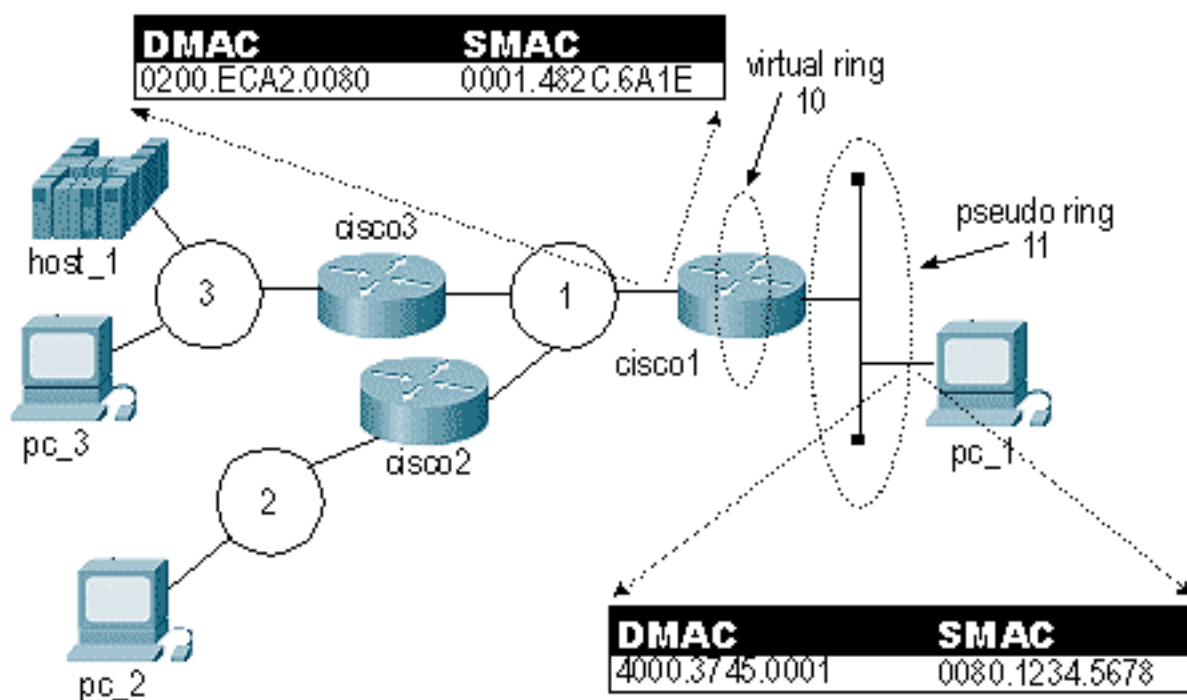 DMAC SMAC
0200.ECA2.0080 0001.482C.6A1E
virtual ring
10
host_1
cisco3
pseudo ring
11
3
1
cisco1
pc_3
cisco2
pc_1
2
pc_2
DMAC SMAC
4000.3745.0001 0080.1234.5678